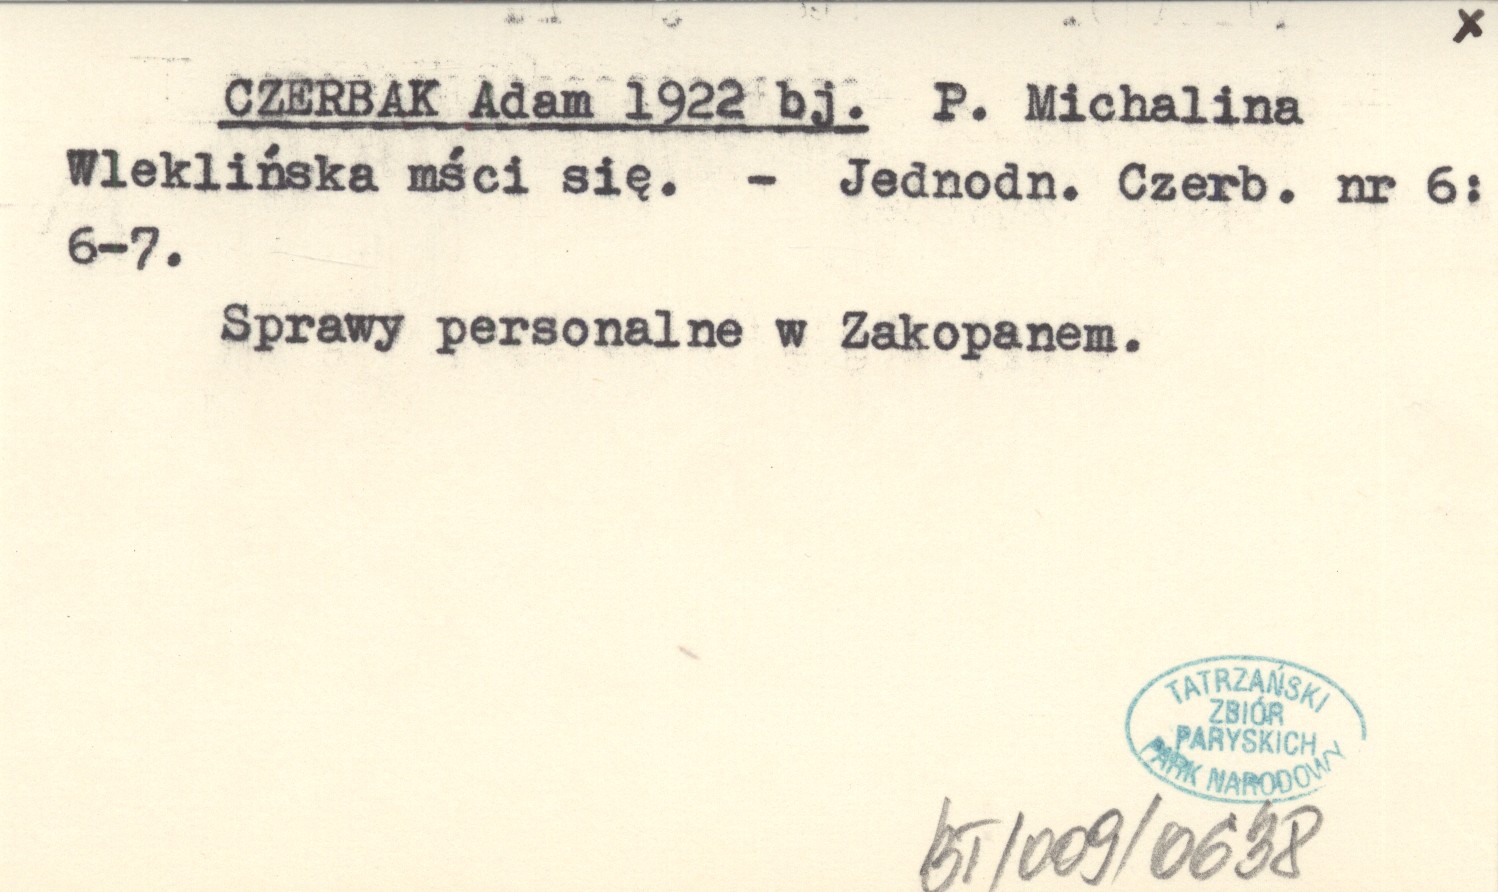 x
CZERBAK Adam 1922 bj. P. Michalina
Wleklińska mści się. - Jednodn. Czerb. nr 6:
6-7.
Sprawy personalne w Zakopanem.
TATRZAŃSKI
ZBIÓR
PARYSKICH
PARK NARODOWY
BT/009/0638